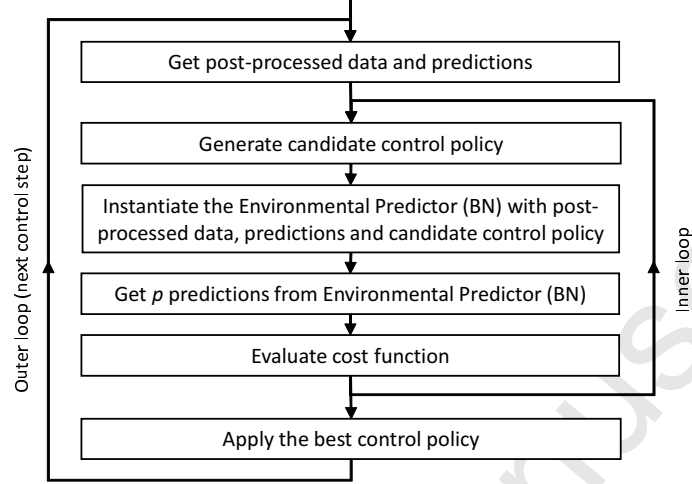 Get post-processed data and predictions
Generate candidate control policy
Instantiate the Environmental Predictor (BN) with post-
processed data, predictions and candidate control policy
Get p predictions from Environmental Predictor (BN)
Evaluate cost function
Apply the best control policy
Outer loop (next control step)
Inner loop